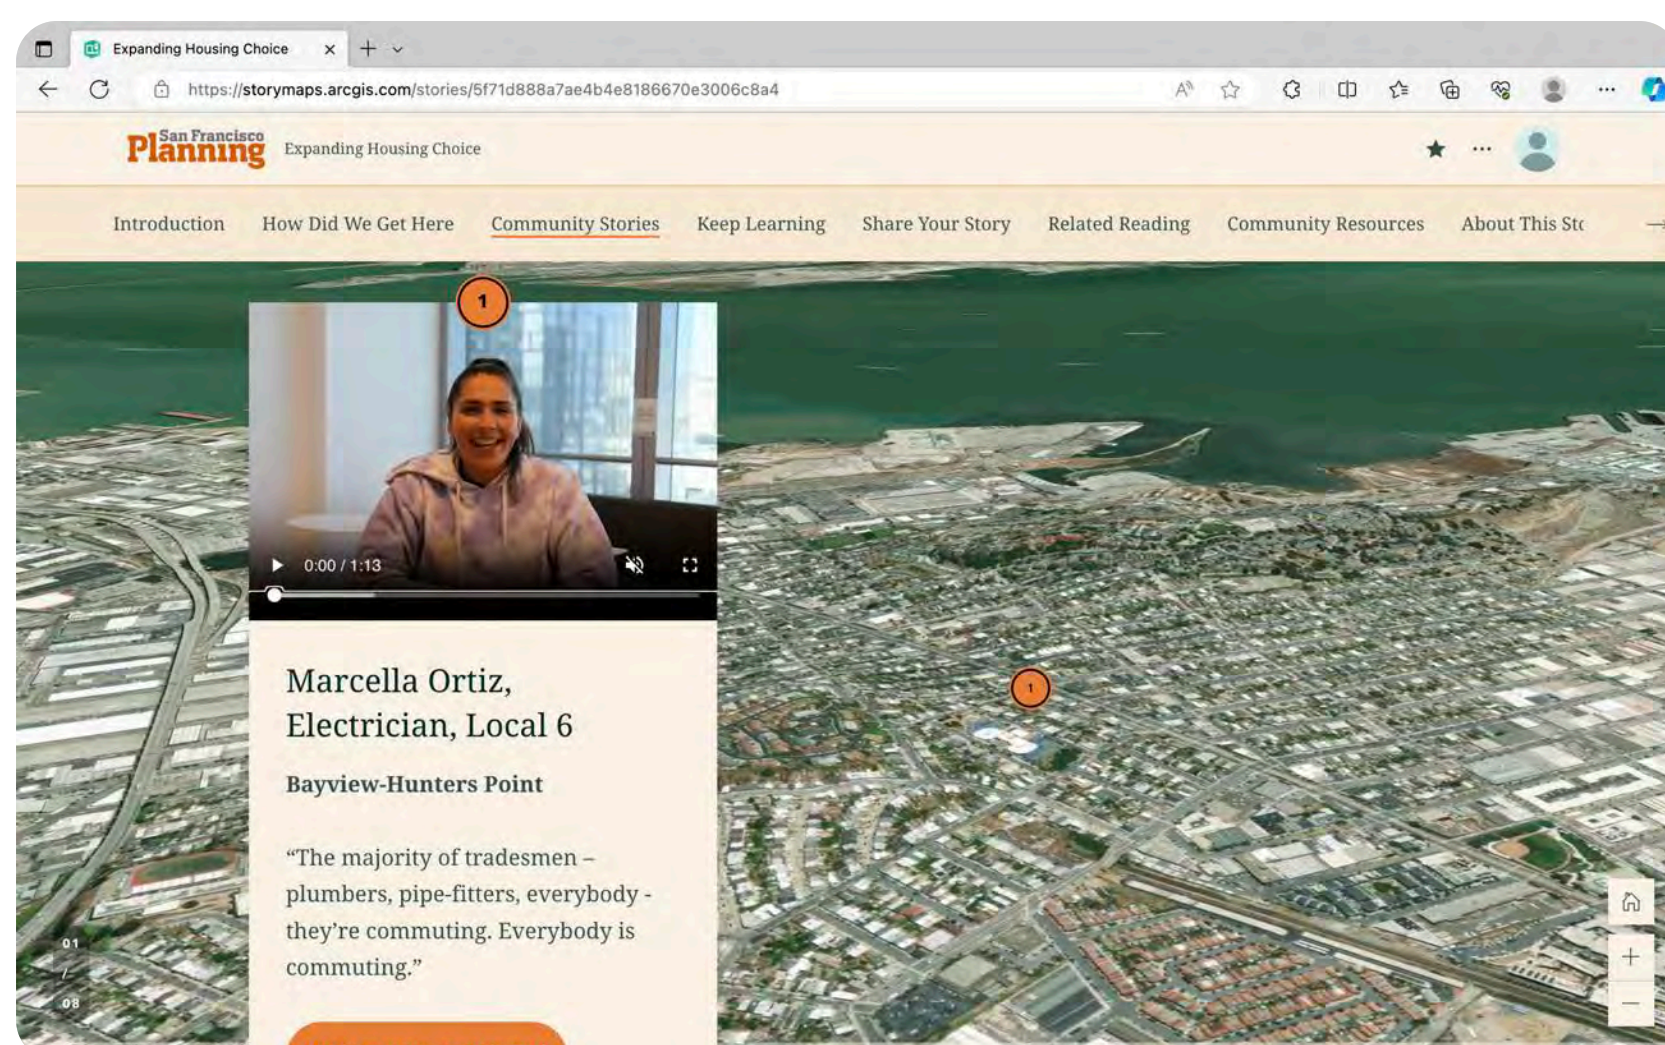 Expanding Housing Choice
https://storymaps.arcgis.com/stories/5f71d888a7ae4b4e8186670e3006c8a4
San Francisco
Planning
Expanding Housing Choice
Introduction How Did We Get Here Community Stories Keep Learning Share Your Story Related Reading Community Resources About This Sto
1
0:00 / 1:13
Marcella Ortiz,
Electrician, Local 6
1
Bayview-Hunters Point
“The majority of tradesmen –
plumbers, pipe-fitters, everybody -
they’re commuting. Everybody is
commuting.”
01
/
08